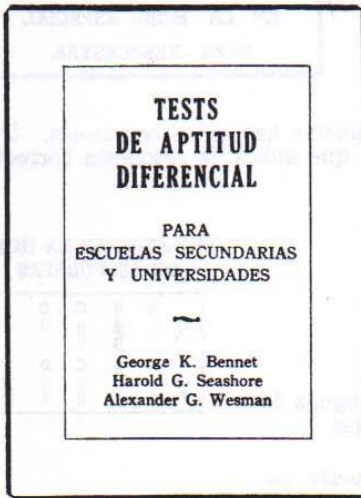 TESTS
DE APTITUD
DIFERENCIAL
PARA
ESCUELAS SECUNDARIAS
Y UNIVERSIDADES
George K. Bennet
Harold G. Seashore
Alexander G. Wesman